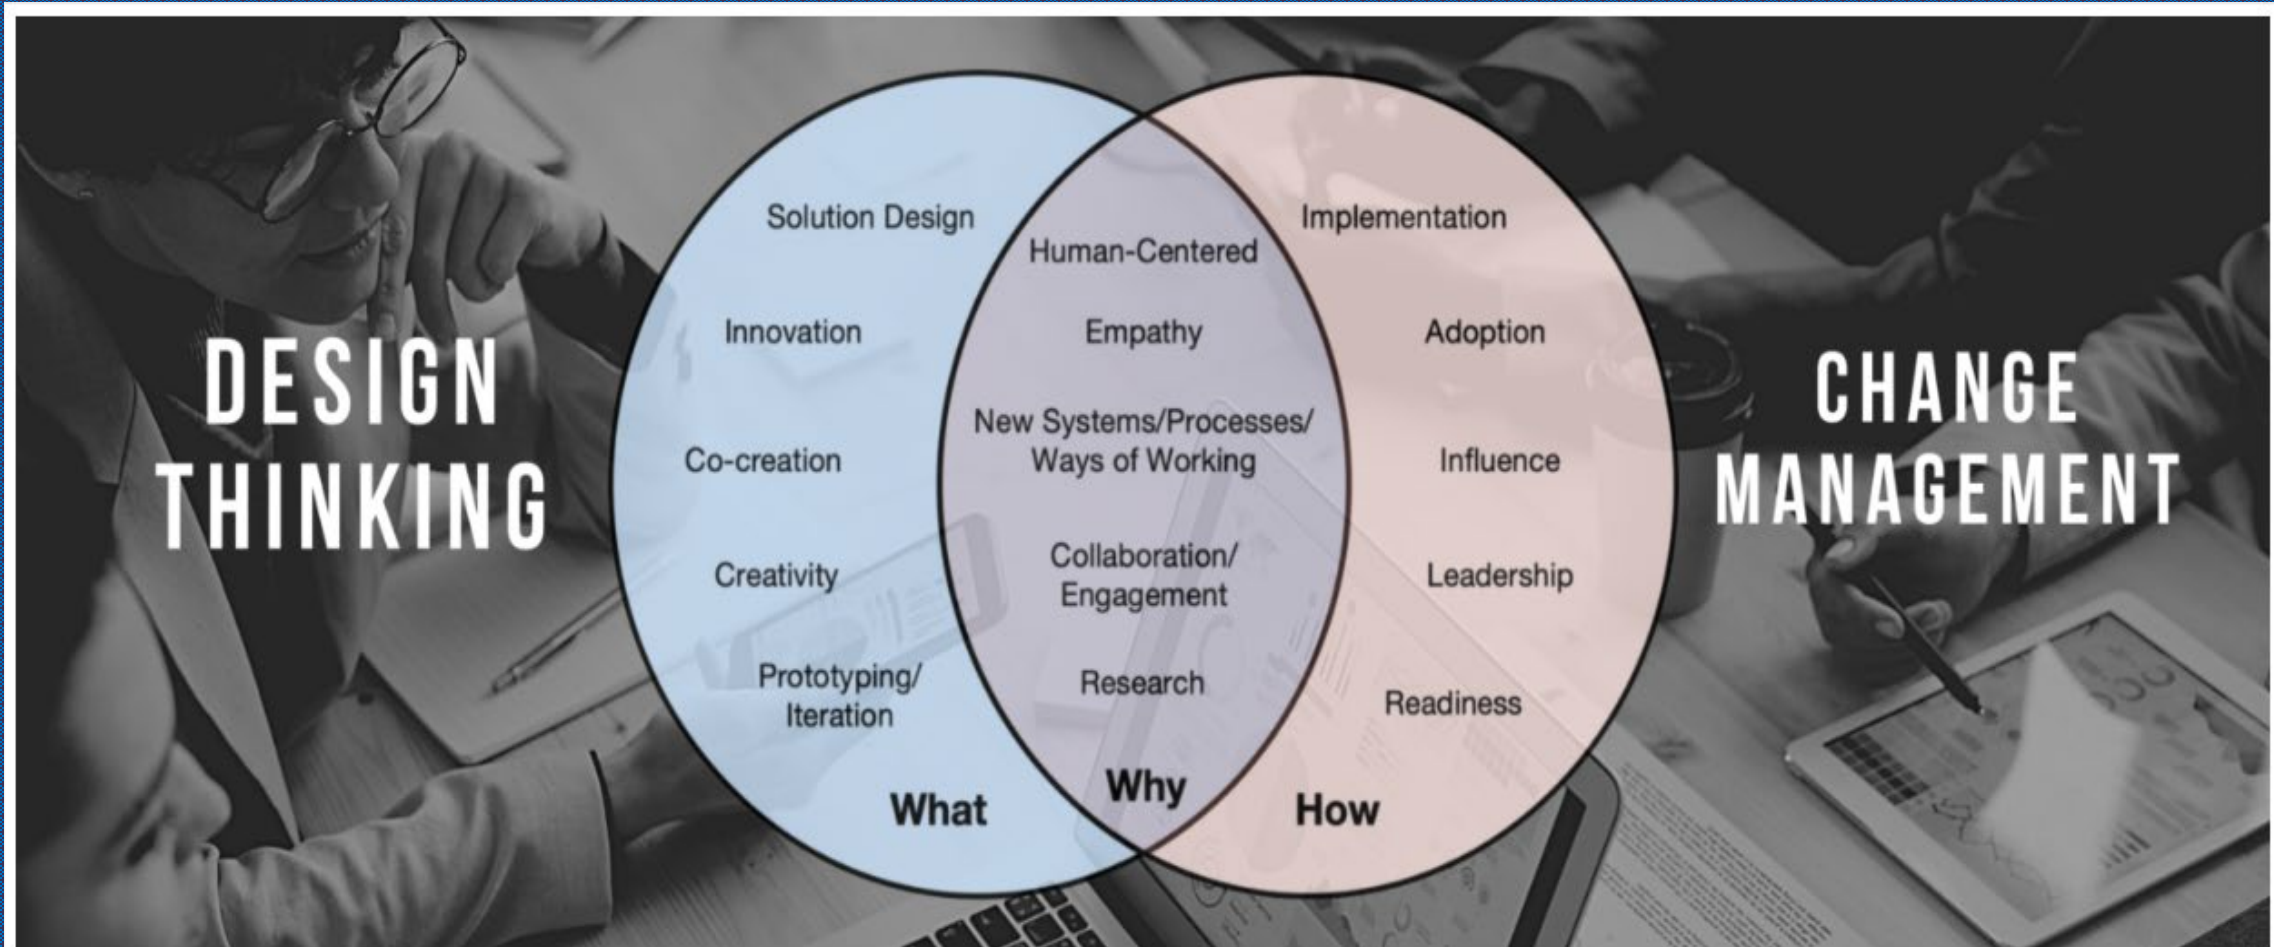 DESIGN
THINKING
Solution Design
Innovation
Co-creation
Creativity
Prototyping/
Iteration
What
Human-Centered
Empathy
New Systems/Processes/
Ways of Working
Collaboration/
Engagement
Research
Why
Implementation
Adoption
Influence
Leadership
Readiness
How
CHANGE
MANAGEMENT